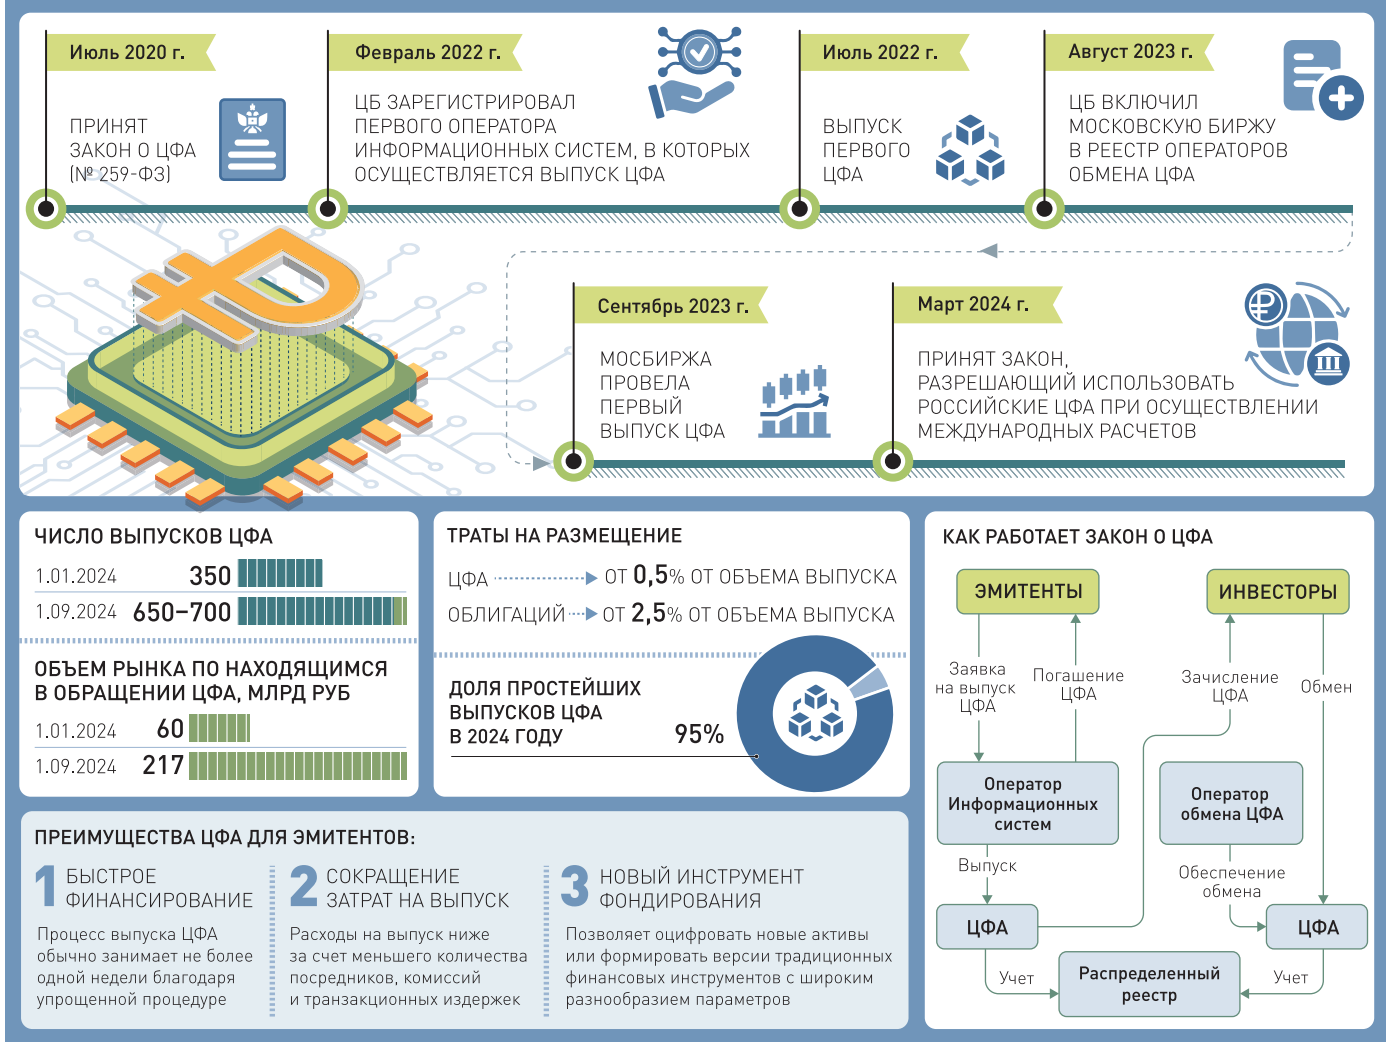 Июль 2020 г.
ПРИНЯТ
ЗАКОН О ЦФА
(№ 259-ФЗ)
Февраль 2022 г.
ЦБ ЗАРЕГИСТРИРОВАЛ
ПЕРВОГО ОПЕРАТОРА
ИНФОРМАЦИОННЫХ СИСТЕМ, В КОТОРЫХ
ОСУЩЕСТВЛЯЕТСЯ ВЫПУСК ЦФА
Июль 2022 г.
ВЫПУСК
ПЕРВОГО
ЦФА
Август 2023 г.
ЦБ ВКЛЮЧИЛ
МОСКОВСКУЮ БИРЖУ
В РЕЕСТР ОПЕРАТОРОВ
ОБМЕНА ЦФА
Сентябрь 2023 г.
МОСБИРЖА
ПРОВЕЛА
ПЕРВЫЙ
ВЫПУСК ЦФА
Март 2024 г.
ПРИНЯТ ЗАКОН,
РАЗРЕШАЮЩИЙ ИСПОЛЬЗОВАТЬ
РОССИЙСКИЕ ЦФА ПРИ ОСУЩЕСТВЛЕНИИ
МЕЖДУНАРОДНЫХ РАСЧЕТОВ
ЧИСЛО ВЫПУСКОВ ЦФА
1.01.2024 350
1.09.2024 650–700
ОБЪЕМ РЫНКА ПО НАХОДЯЩИМСЯ
В ОБРАЩЕНИИ ЦФА, МЛРД РУБ
1.01.2024 60
1.09.2024 217
ТРАТЫ НА РАЗМЕЩЕНИЕ
ЦФА ОТ 0,5% ОТ ОБЪЕМА ВЫПУСКА
ОБЛИГАЦИЙ ОТ 2,5% ОТ ОБЪЕМА ВЫПУСКА
ДОЛЯ ПРОСТЕЙШИХ
ВЫПУСКОВ ЦФА
В 2024 ГОДУ 95%
КАК РАБОТАЕТ ЗАКОН О ЦФА
ЭМИТЕНТЫ
ИНВЕСТОРЫ
Заявка
на выпуск
ЦФА
Погашение
ЦФА
Зачисление
ЦФА
Обмен
Оператор
Информационных
систем
Оператор
обмена ЦФА
Выпуск
Обеспечение
обмена
ЦФА
ЦФА
Учет
Распределенный
реестр
Учет
ПРЕИМУЩЕСТВА ЦФА ДЛЯ ЭМИТЕНТОВ:
1 БЫСТРОЕ
ФИНАНСИРОВАНИЕ
Процесс выпуска ЦФА
обычно занимает не более
одной недели благодаря
упрощенной процедуре
2 СОКРАЩЕНИЕ
ЗАТРАТ НА ВЫПУСК
Расходы на выпуск ниже
за счет меньшего количества
посредников, комиссий
и транзакционных издержек
3 НОВЫЙ ИНСТРУМЕНТ
ФОНДИРОВАНИЯ
Позволяет оцифровать новые активы
или формировать версии традиционных
финансовых инструментов с широким
разнообразием параметров